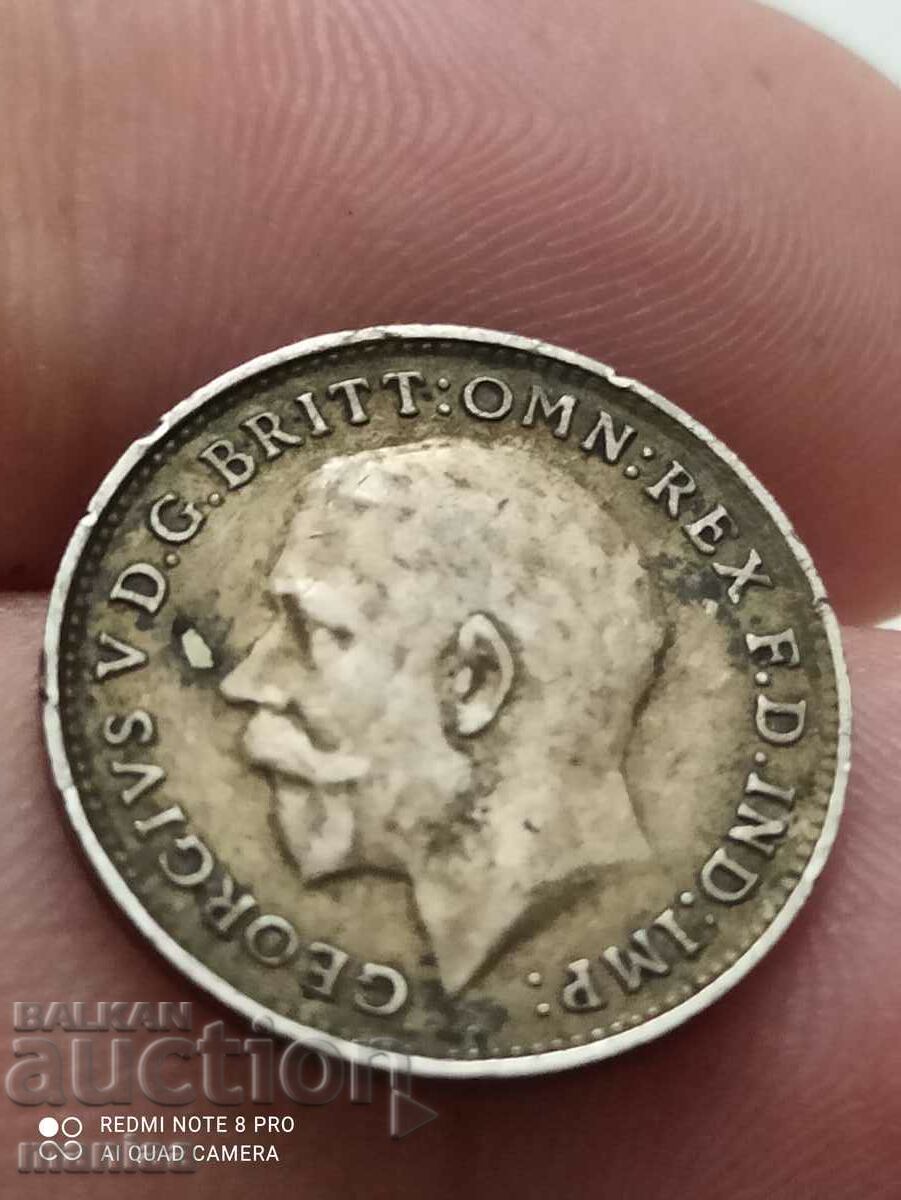 GEORGIVS V D.G.BRITT:OMN:REX F.D.IND:IMP:
BALKAN
auction
REDMI NOTE 8 PRO
AI QUAD CAMERA